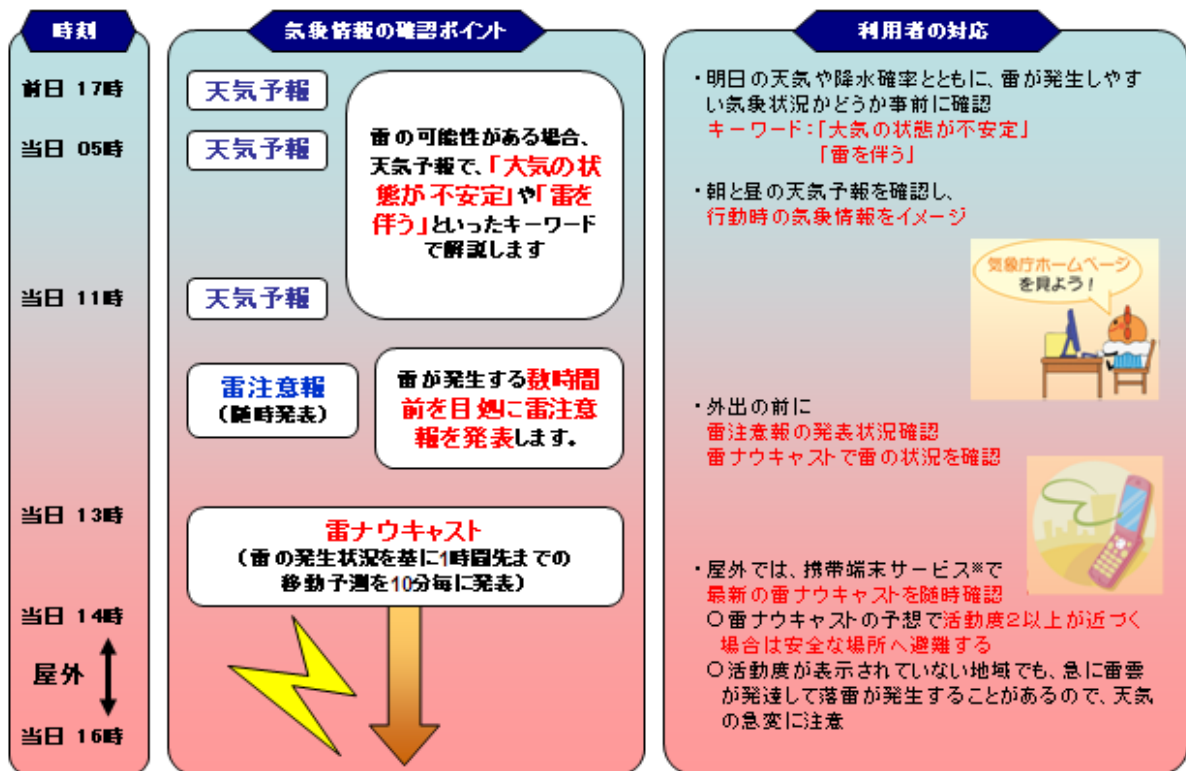 時刻
前日 17時
当日 05時
当日 11時
当日 13時
当日 14時
屋外
当日 16時
気象情報の確認ポイント
天気予報
天気予報
雷の可能性がある場合、
天気予報で、「大気の状
態が不安定」や「雷を
伴う」といったキーワード
で解説します
天気予報
雷注意報
(随時発表)
雷が発生する数時間
前を目処に雷注意
報を発表します。
雷ナウキャスト
(雷の発生状況を基に1時間先までの
移動予測を10分毎に発表)
利用者の対応
・明日の天気や降水確率とともに、雷が発生しやす
い気象状況かどうか事前に確認
キーワード:「大気の状態が不安定」
「雷を伴う」
・朝と昼の天気予報を確認し、
行動時の気象情報をイメージ
気象庁ホームページ
を見よう!
・外出の前に
雷注意報の発表状況確認
雷ナウキャストで雷の状況を確認
・屋外では、携帯端末サービス※で
最新の雷ナウキャストを随時確認
○雷ナウキャストの予想で活動度2以上が近づく
場合は安全な場所へ避難する
○活動度が表示されていない地域でも、急に雷雲
が発達して落雷が発生することがあるので、天気
の急変に注意